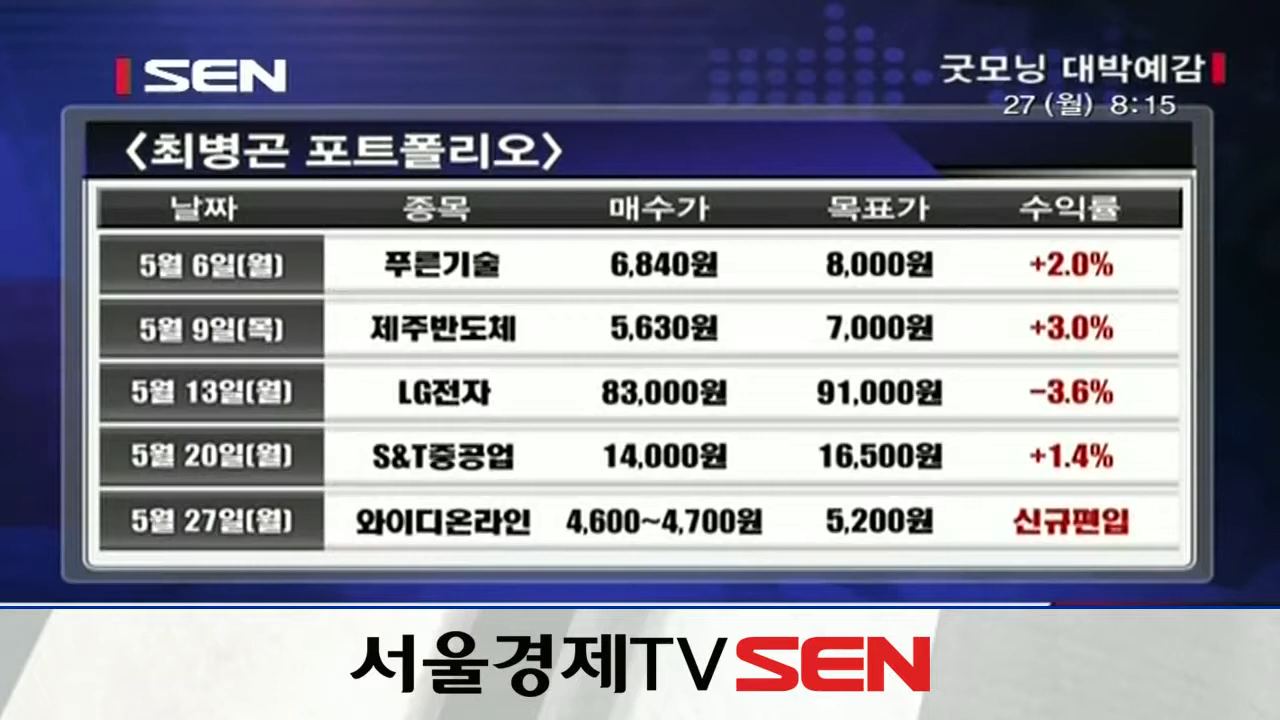 SEN
굿모닝 대박예감
27 (월) 8:15
<최병곤 포트폴리오>
날짜 종목 매수가 목표가 수익률
5월 6일(월) 푸른기술 6,840원 8,000원 +2.0%
5월 9일(목) 제주반도체 5,630원 7,000원 +3.0%
5월 13일(월) LG전자 83,000원 91,000원 -3.6%
5월 20일(월) S&T중공업 14,000원 16,500원 +1.4%
5월 27일(월) 와이디온라인 4,600~4,700원 5,200원 신규편입
서울경제TV SEN